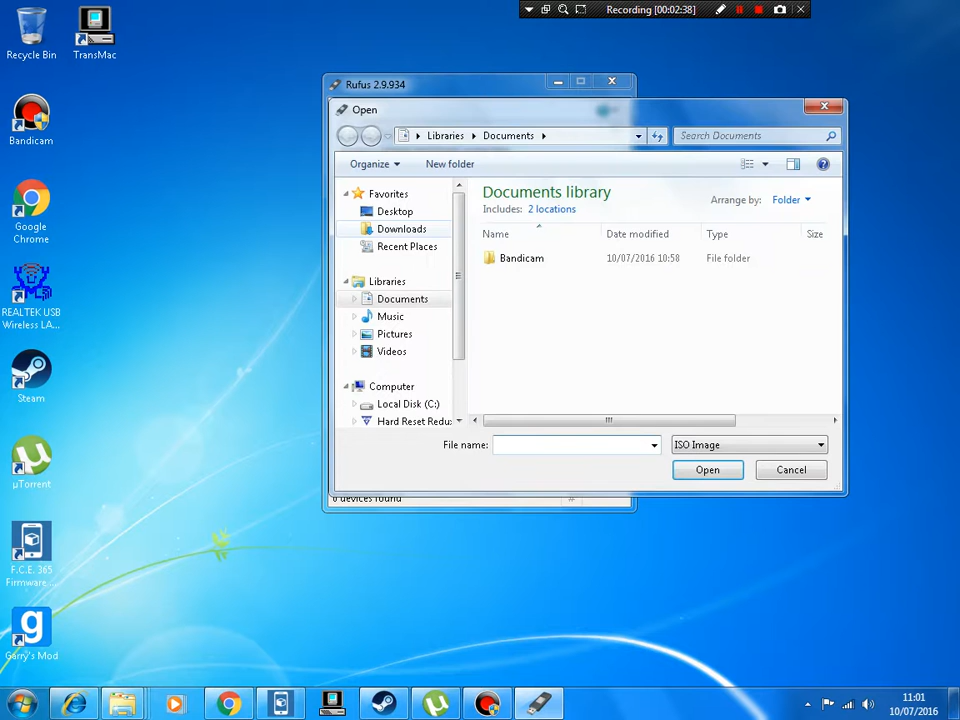 Recording [00:02:38]
Recycle Bin
TransMac
Bandicam
Google
Chrome
REALTEK USB
Wireless LA...
Steam
µTorrent
F.C.E. 365
Firmware ...
g
Garry's Mod
Rufus 2.9.934
Open
Libraries
Documents
Search Documents
Organize
New folder
Favorites
Desktop
Downloads
Recent Places
Libraries
Documents
Music
Pictures
Videos
Computer
Local Disk (C:)
Hard Reset Redu
Documents library
Includes: 2 locations
Arrange by: Folder
Name Date modified Type Size
Bandicam 10/07/2016 10:58 File folder
File name:
ISO Image
Open
Cancel
0 devices found
#
11:01
10/07/2016